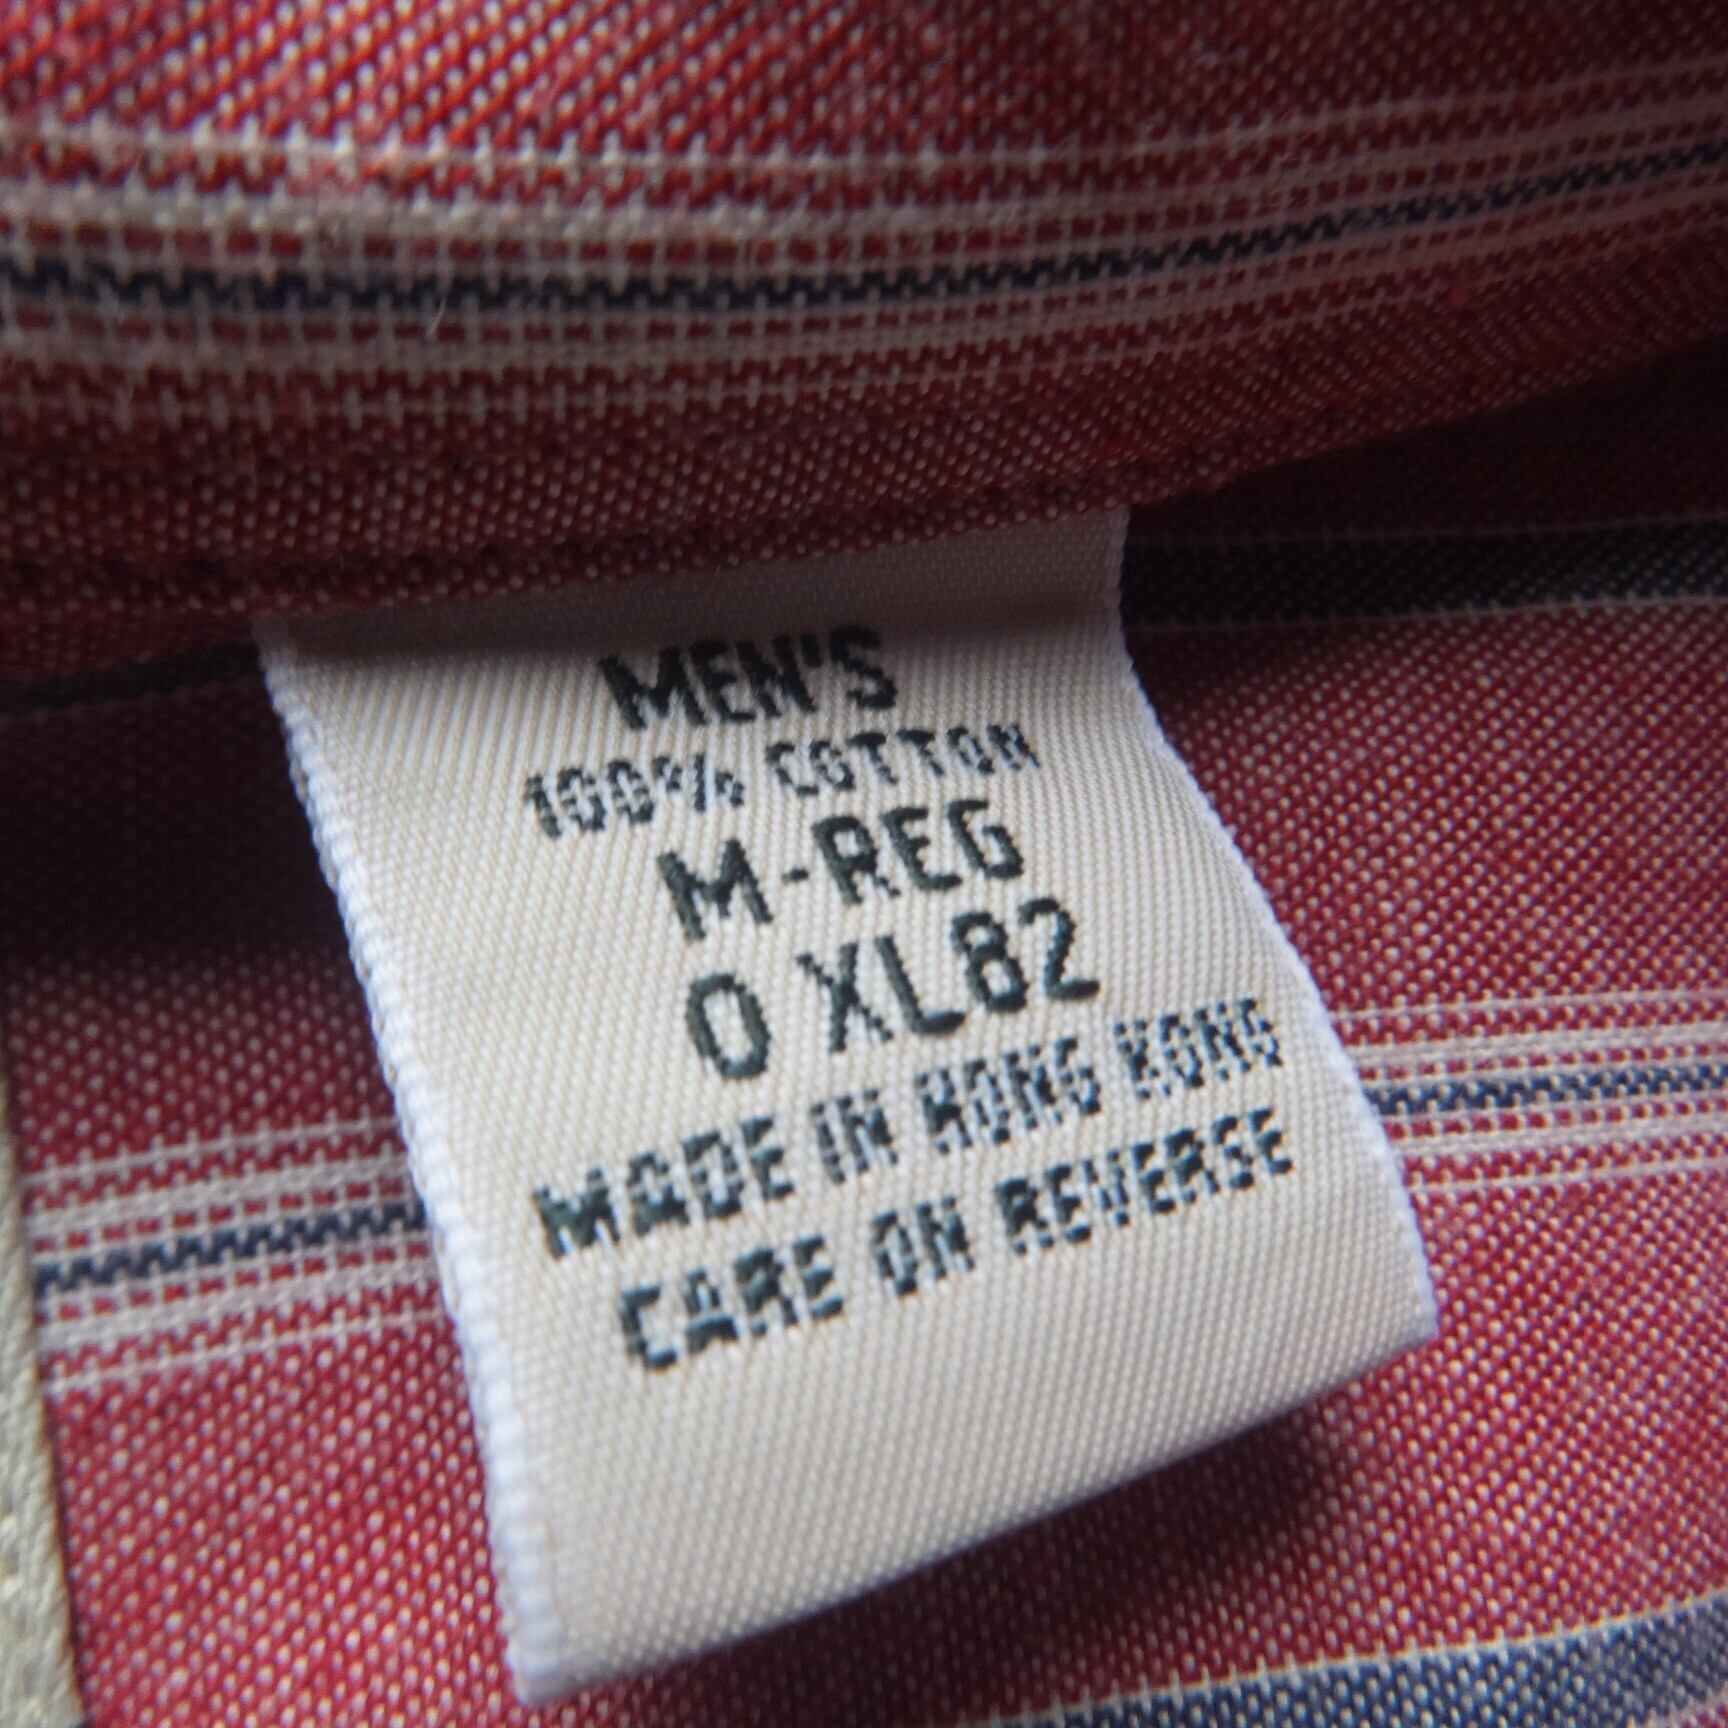 MEN'S
100% COTTON
M-REG
0 XL82
MADE IN HONG KONG
CARE ON REVERSE